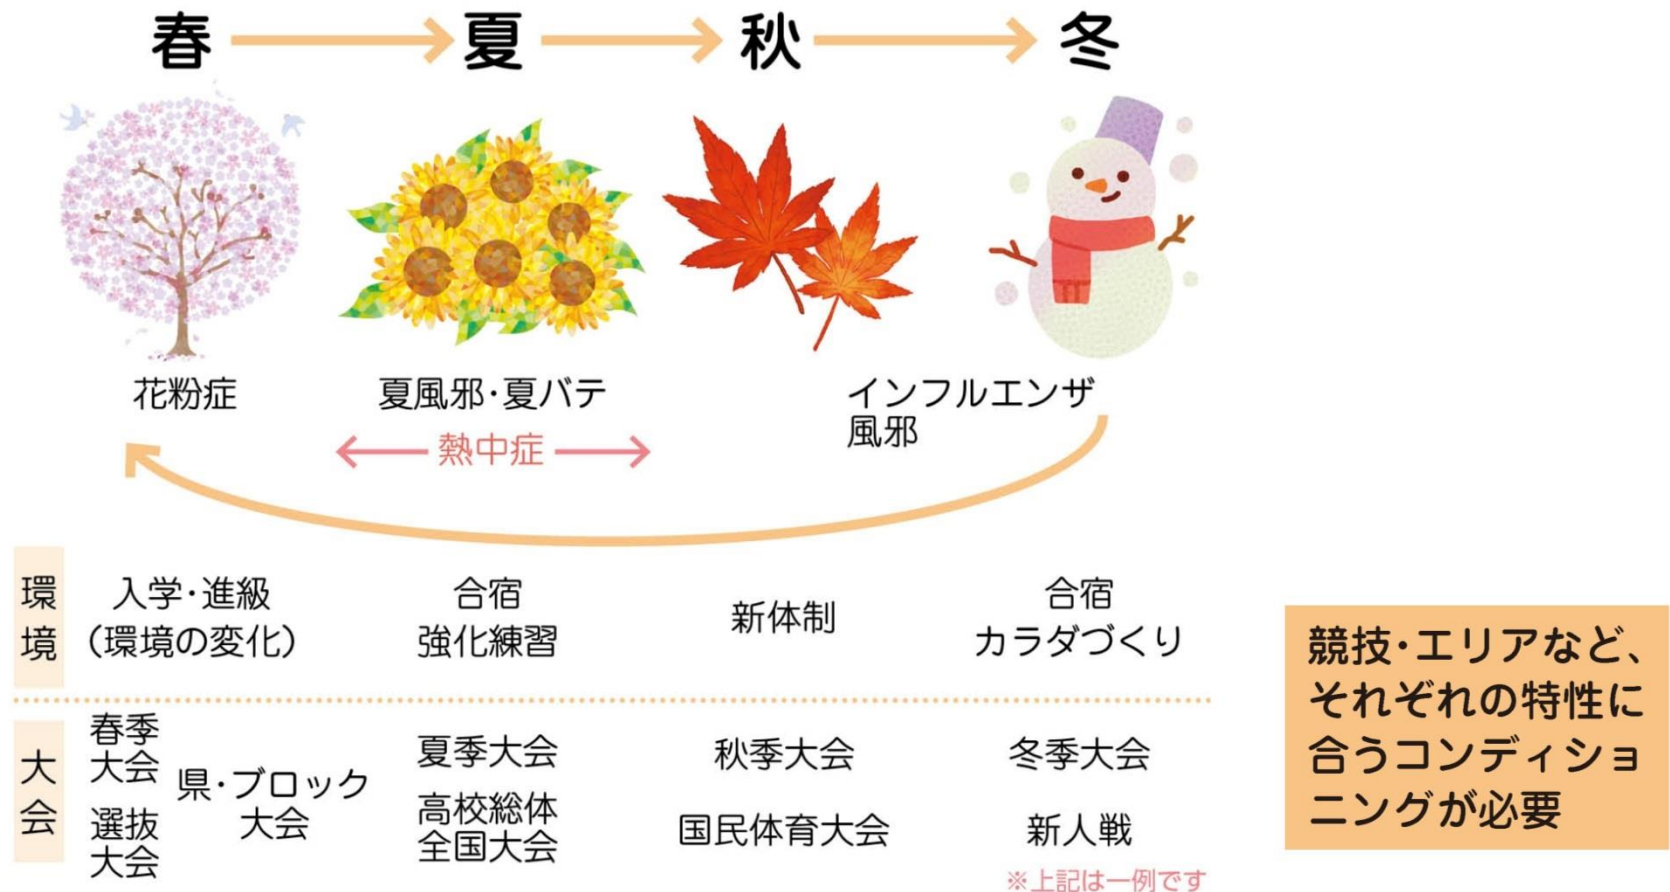 春
夏
秋
冬
花粉症
夏風邪・夏バテ
熱中症
インフルエンザ
風邪
環境
入学・進級
（環境の変化）
合宿
強化練習
新体制
合宿
カラダづくり
大会
春季
大会
選抜
大会
県・ブロック
大会
夏季大会
高校総体
全国大会
秋季大会
国民体育大会
冬季大会
新人戦
※上記は一例です
競技・エリアなど、
それぞれの特性に
合うコンディショ
ニングが必要